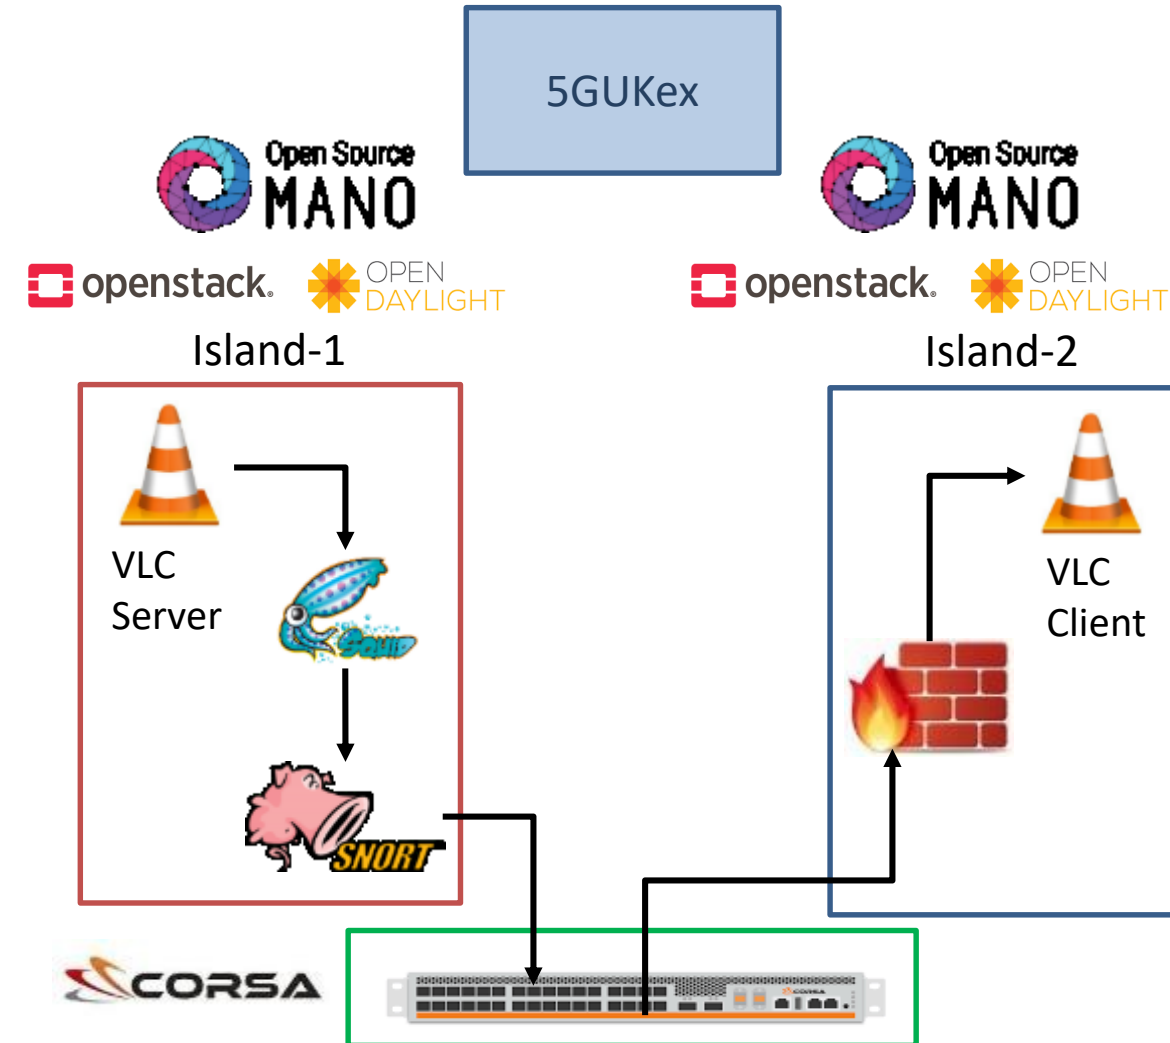 5GUKex
Open Source
MANO
Open Source
MANO
openstack.
OPEN
DAYLIGHT
openstack.
OPEN
DAYLIGHT
Island-1
Island-2
VLC
Server
VLC
Client
SQUID
SNORT
CORSA
CORSA